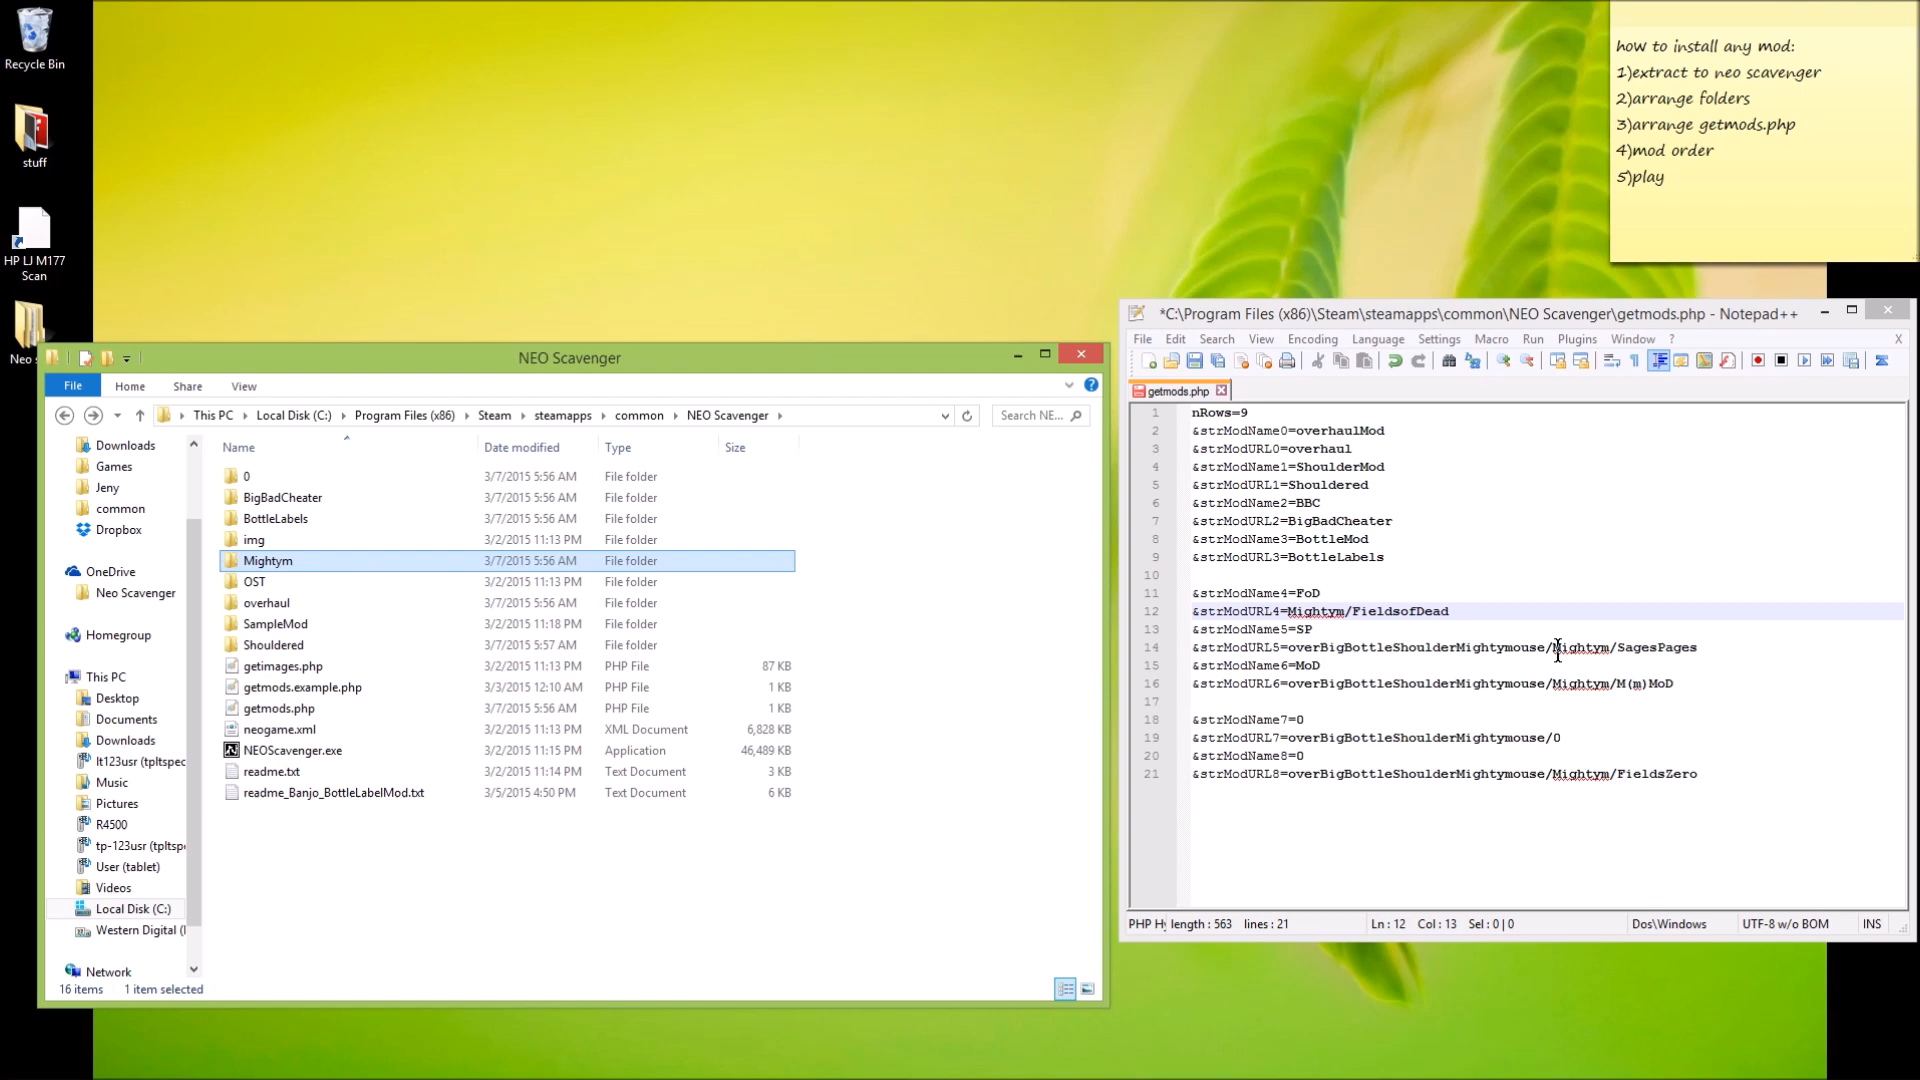 Recycle Bin
stuff
HP LJ M177
Scan
Neo s
how to install any mod:
1)extract to neo scavenger
2)arrange folders
3)arrange getmods.php
4)mod order
5)play
NEO Scavenger
File
Home
Share
View
This PC
Local Disk (C:)
Program Files (x86)
Steam
steamapps
common
NEO Scavenger
Search NE...
Downloads
Games
Jeny
common
Dropbox
OneDrive
Neo Scavenger
Homegroup
This PC
Desktop
Documents
Downloads
lt123usr (tpltspec
Music
Pictures
R4500
tp-123usr (tpltsp
User (tablet)
Videos
Local Disk (C:)
Western Digital (
Network
Name Date modified Type Size
0 3/7/2015 5:56 AM File folder
BigBadCheater 3/7/2015 5:56 AM File folder
BottleLabels 3/7/2015 5:56 AM File folder
img 3/2/2015 11:13 PM File folder
Mightym 3/7/2015 5:56 AM File folder
OST 3/2/2015 11:13 PM File folder
overhaul 3/7/2015 5:56 AM File folder
SampleMod 3/2/2015 11:18 PM File folder
Shouldered 3/7/2015 5:57 AM File folder
getimages.php 3/2/2015 11:13 PM PHP File 87 KB
getmods.example.php 3/3/2015 12:10 AM PHP File 1 KB
getmods.php 3/7/2015 5:56 AM PHP File 1 KB
neogame.xml 3/2/2015 11:13 PM XML Document 6,828 KB
NEOScavenger.exe 3/2/2015 11:15 PM Application 46,489 KB
readme.txt 3/2/2015 11:14 PM Text Document 3 KB
readme_Banjo_BottleLabelMod.txt 3/5/2015 4:50 PM Text Document 6 KB
16 items 1 item selected
*C:\Program Files (x86)\Steam\steamapps\common\NEO Scavenger\getmods.php - Notepad++
File Edit Search View Encoding Language Settings Macro Run Plugins Window ? X
getmods.php
1 nRows=9
2 &strModName0=overhaulMod
3 &strModURL0=overhaul
4 &strModName1=ShoulderMod
5 &strModURL1=Shouldered
6 &strModName2=BBC
7 &strModURL2=BigBadCheater
8 &strModName3=BottleMod
9 &strModURL3=BottleLabels
10
11 &strModName4=FoD
12 &strModURL4=Mightym/FieldsofDead
13 &strModName5=SP
14 &strModURL5=overBigBottleShoulderMightymouse/Mightym/SagesPages
15 &strModName6=MoD
16 &strModURL6=overBigBottleShoulderMightymouse/Mightym/M(m)MoD
17
18 &strModName7=0
19 &strModURL7=overBigBottleShoulderMightymouse/0
20 &strModName8=0
21 &strModURL8=overBigBottleShoulderMightymouse/Mightym/FieldsZero
PHP Hy length : 563 lines : 21 Ln : 12 Col : 13 Sel : 0 | 0 Dos\Windows UTF-8 w/o BOM INS